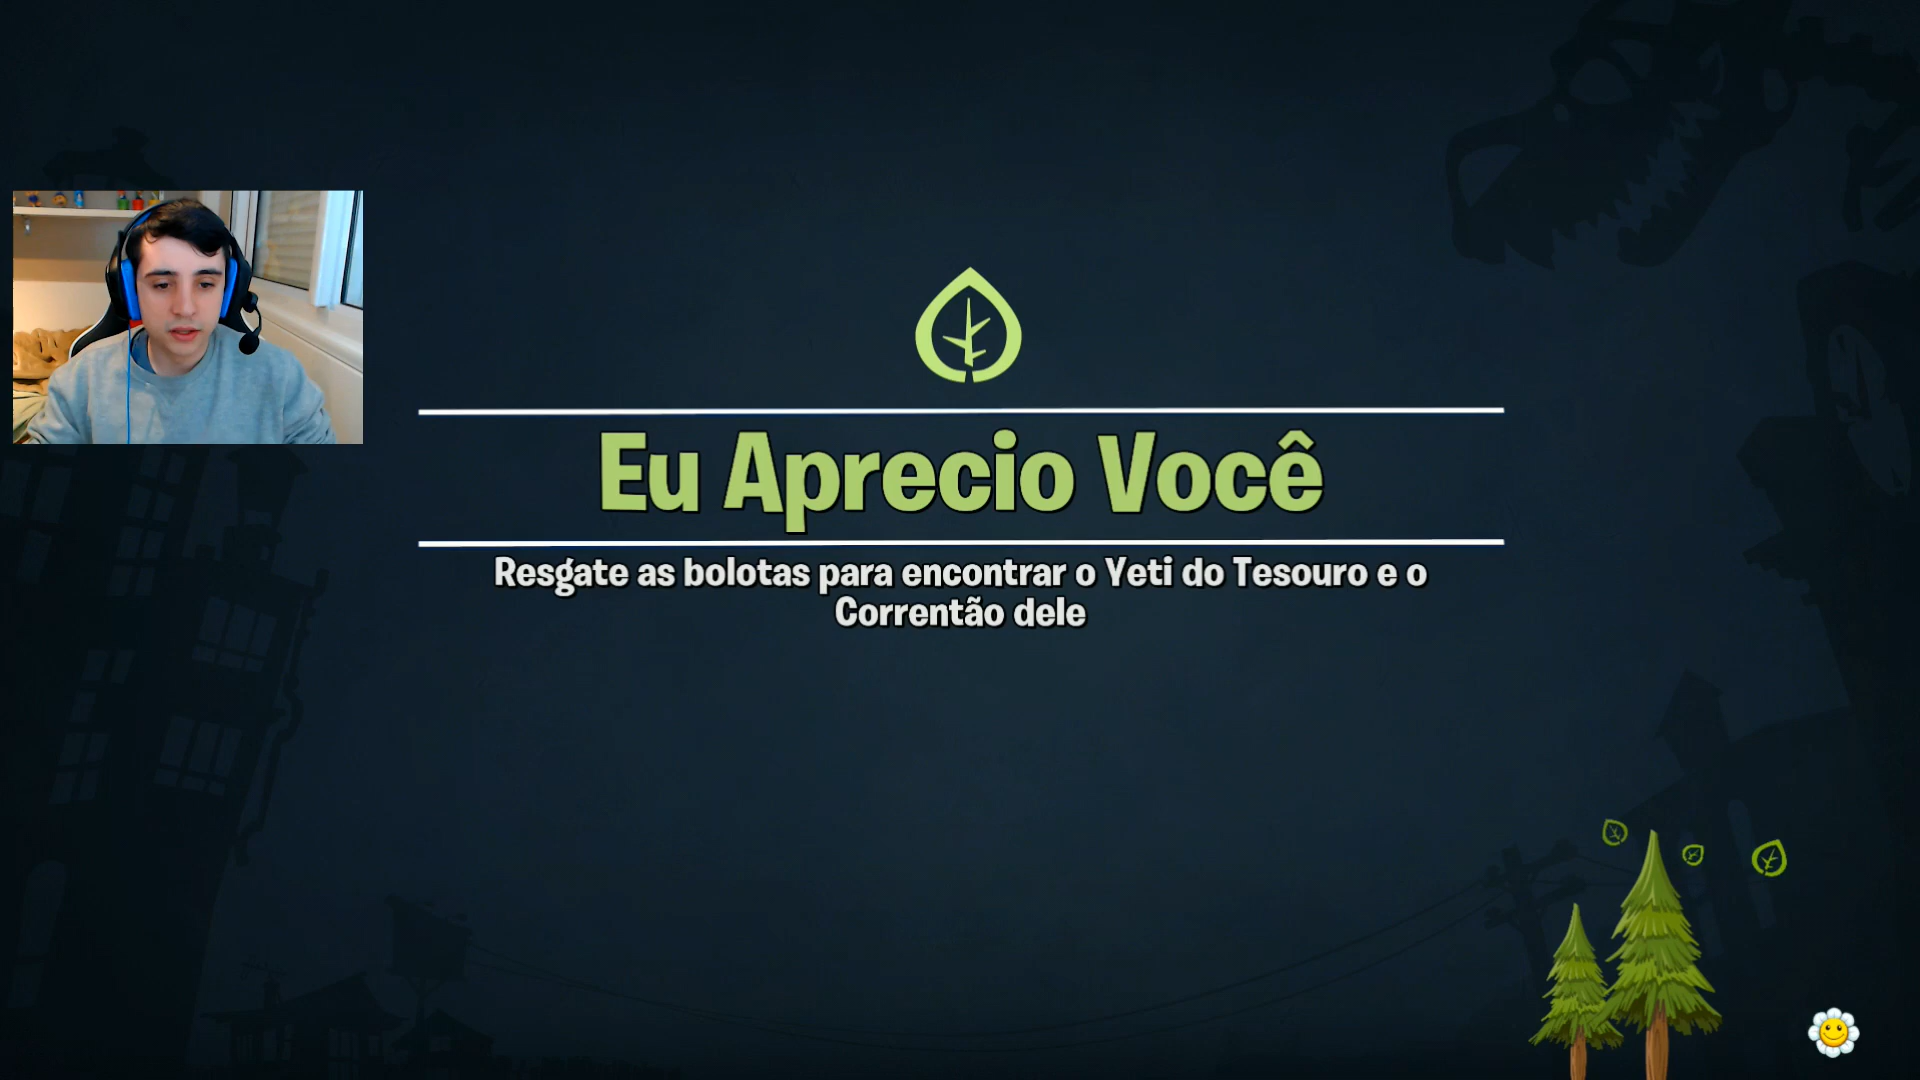 Eu Aprecio Você
Resgate as bolotas para encontrar o Yeti do Tesouro e o
Correntão dele